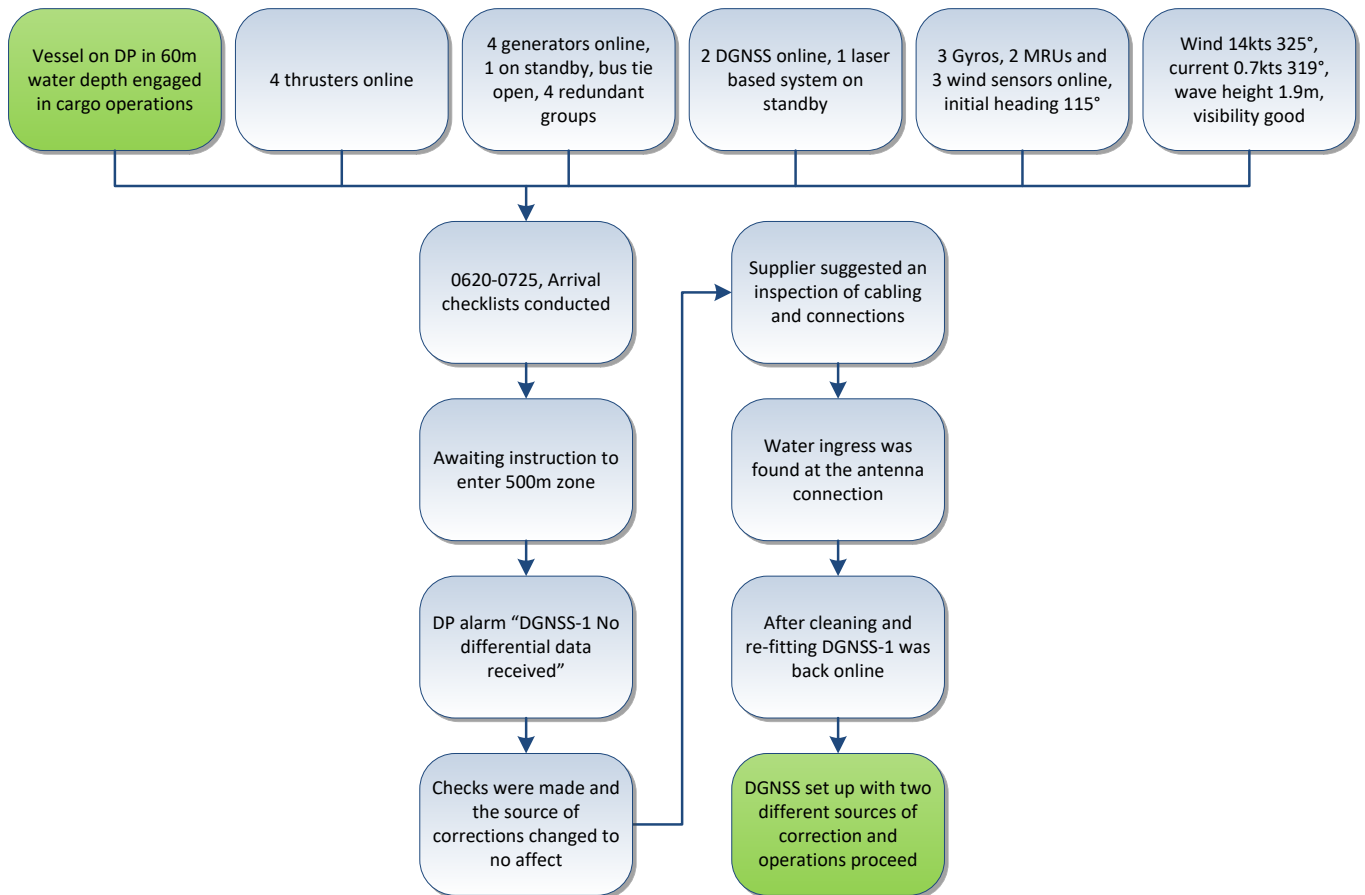 Vessel on DP in 60m
water depth engaged
in cargo operations
4 thrusters online
4 generators online,
1 on standby, bus tie
open, 4 redundant
groups
2 DGNSS online, 1 laser
based system on
standby
3 Gyros, 2 MRUs and
3 wind sensors online,
initial heading 115°
Wind 14kts 325°,
current 0.7kts 319°,
wave height 1.9m,
visibility good
0620-0725, Arrival
checklists conducted
Awaiting instruction to
enter 500m zone
DP alarm “DGNSS-1 No
differential data
received”
Checks were made and
the source of
corrections changed to
no affect
Supplier suggested an
inspection of cabling
and connections
Water ingress was
found at the antenna
connection
After cleaning and
re-fitting DGNSS-1 was
back online
DGNSS set up with two
different sources of
correction and
operations proceed